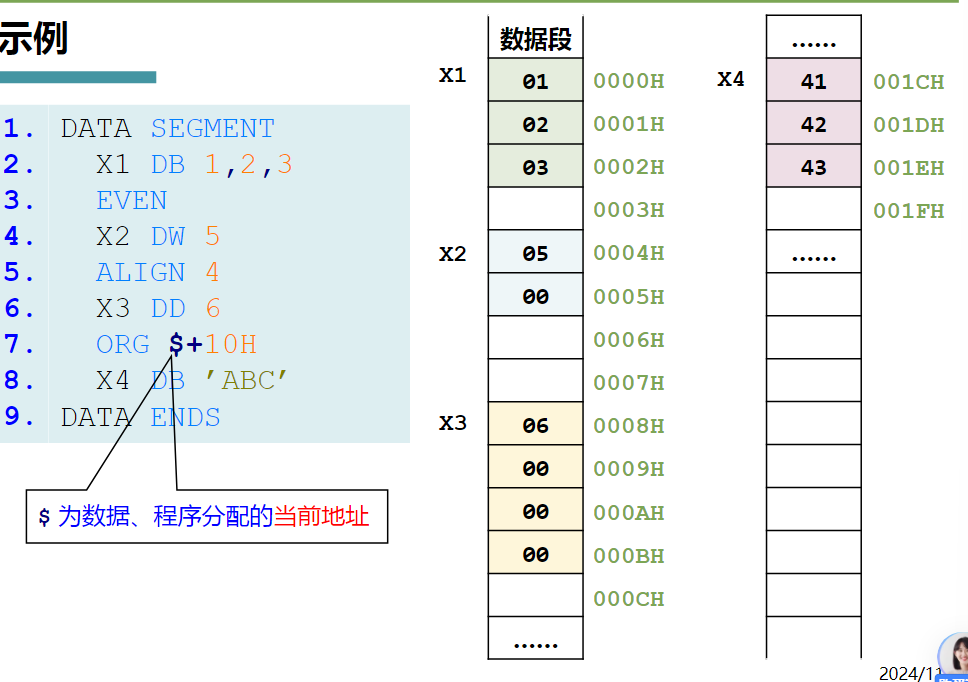 示例
1. DATA SEGMENT
2. X1 DB 1,2,3
3. EVEN
4. X2 DW 5
5. ALIGN 4
6. X3 DD 6
7. ORG $+10H
8. X4 DB ’ABC’
9. DATA ENDS
$ 为数据、程序分配的当前地址
数据段
X1 01 0000H
02 0001H
03 0002H
0003H
X2 05 0004H
00 0005H
0006H
0007H
X3 06 0008H
00 0009H
00 000AH
00 000BH
000CH
......
......
X4 41 001CH
42 001DH
43 001EH
001FH
......
2024/11